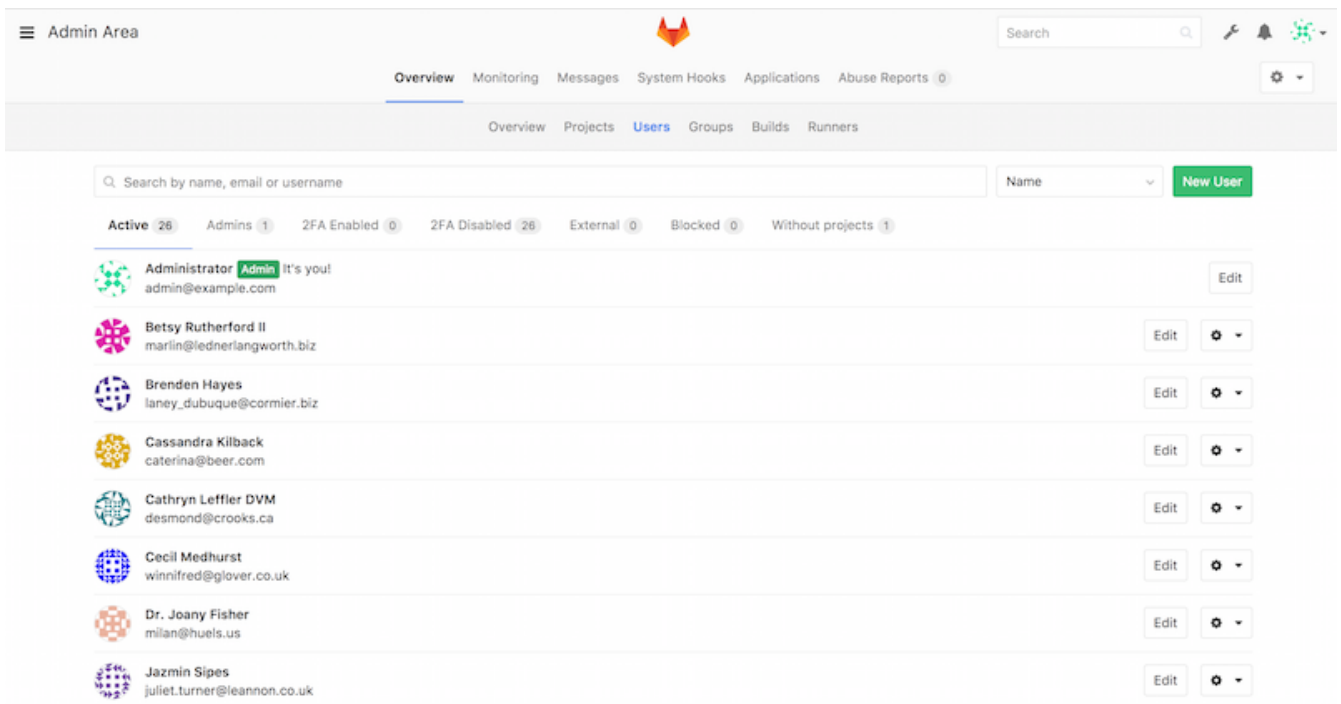 Admin Area
Search
Overview Monitoring Messages System Hooks Applications Abuse Reports 0
Overview Projects Users Groups Builds Runners
Search by name, email or username
Name
New User
Active 26 Admins 1 2FA Enabled 0 2FA Disabled 26 External 0 Blocked 0 Without projects 1
Administrator Admin It's you!
admin@example.com
Edit
Betsy Rutherford II
marlin@lednerlangworth.biz
Edit
Brenden Hayes
laney_dubuque@cormier.biz
Edit
Cassandra Kilback
caterina@beer.com
Edit
Cathryn Leffler DVM
desmond@crooks.ca
Edit
Cecil Medhurst
winnifred@glover.co.uk
Edit
Dr. Joany Fisher
milan@huels.us
Edit
Jazmin Sipes
juliet.turner@leannon.co.uk
Edit